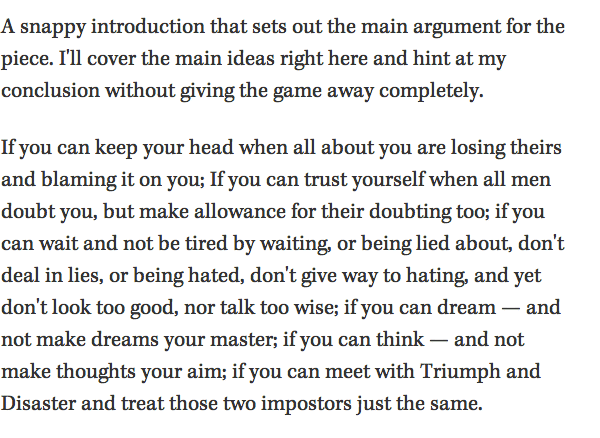 A snappy introduction that sets out the main argument for the
piece. I'll cover the main ideas right here and hint at my
conclusion without giving the game away completely.
If you can keep your head when all about you are losing theirs
and blaming it on you; If you can trust yourself when all men
doubt you, but make allowance for their doubting too; if you
can wait and not be tired by waiting, or being lied about, don't
deal in lies, or being hated, don't give way to hating, and yet
don't look too good, nor talk too wise; if you can dream — and
not make dreams your master; if you can think — and not
make thoughts your aim; if you can meet with Triumph and
Disaster and treat those two impostors just the same.